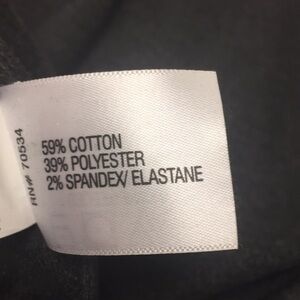 59% COTTON
39% POLYESTER
2% SPANDEX/ ELASTANE
RN# 70534